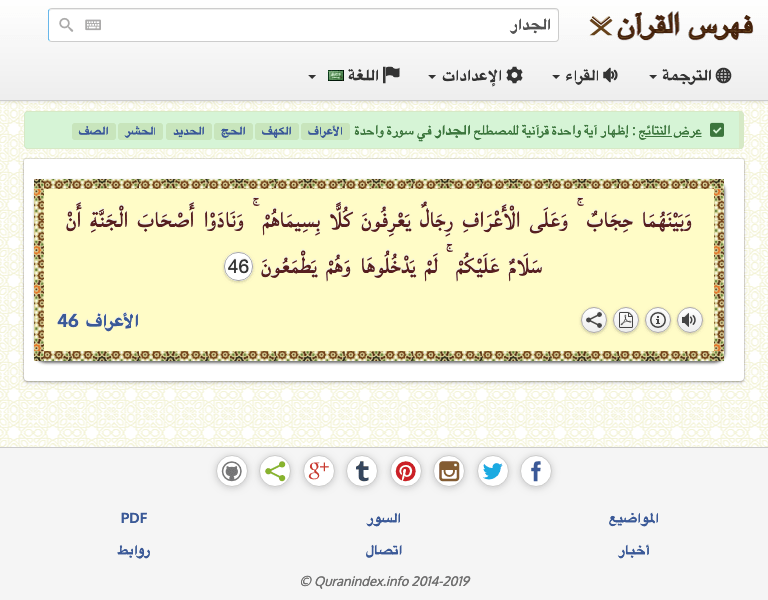 فهرس القرآن
الجدار
الترجمة القراء الإعدادات اللغة
عرض النتائج : إظهار آية واحدة قرآنية للمصطلح الجدار في سورة واحدة الأعراف الكهف الحج الحديد الحشر الصف
وَبَيْنَهُمَا حِجَابٌ ۚ وَعَلَى الْأَعْرَافِ رِجَالٌ يَعْرِفُونَ كُلًّا بِسِيمَاهُمْ ۚ وَنَادَوْا أَصْحَابَ الْجَنَّةِ أَنْ
سَلَامٌ عَلَيْكُمْ ۚ لَمْ يَدْخُلُوهَا وَهُمْ يَطْمَعُونَ 46
الأعراف 46
المواضيع السور PDF
أخبار اتصال روابط
© Quranindex.info 2014-2019